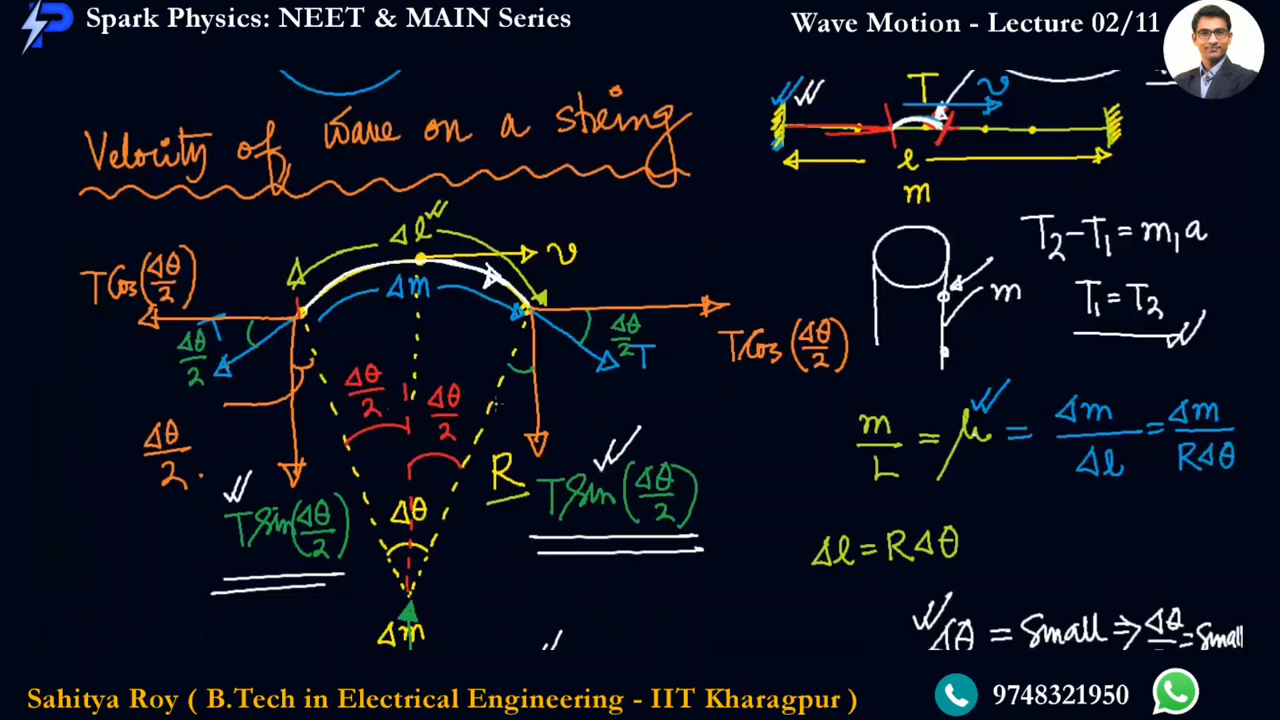 Spark Physics: NEET & MAIN Series
Wave Motion - Lecture 02/11
Velocity of wave on a string
T
v
l
m
Δl
v
TCos(Δθ/2)
Δm
T
Δθ/2
Δθ/2
T
TCos(Δθ/2)
Δθ/2
Δθ/2
Δθ/2
R
TSin(Δθ/2)
TSin(Δθ/2)
Δθ
Δm
T₂-T₁ = m₁a
m
T₁ = T₂
m/L = μ = Δm/Δl = Δm/RΔθ
Δl = RΔθ
Δθ = Small ⇒ Δθ = Small
Sahitya Roy ( B.Tech in Electrical Engineering - IIT Kharagpur )
9748321950